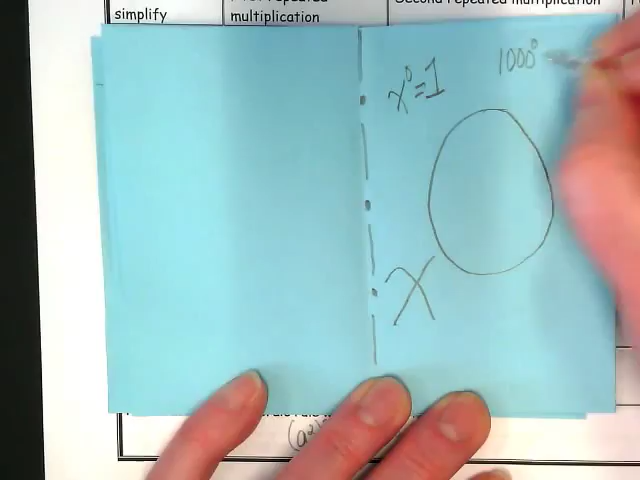 simplify
multiplication
Second repeated multiplication
x⁰=1
1000⁰
x